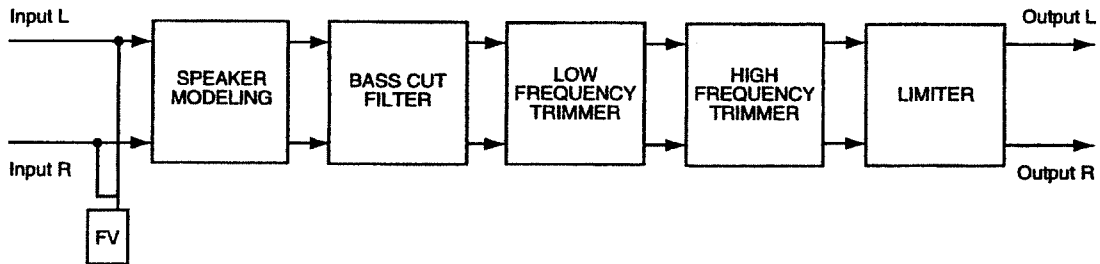 Input L
Output L
SPEAKER
MODELING
BASS CUT
FILTER
LOW
FREQUENCY
TRIMMER
HIGH
FREQUENCY
TRIMMER
LIMITER
Input R
Output R
FV